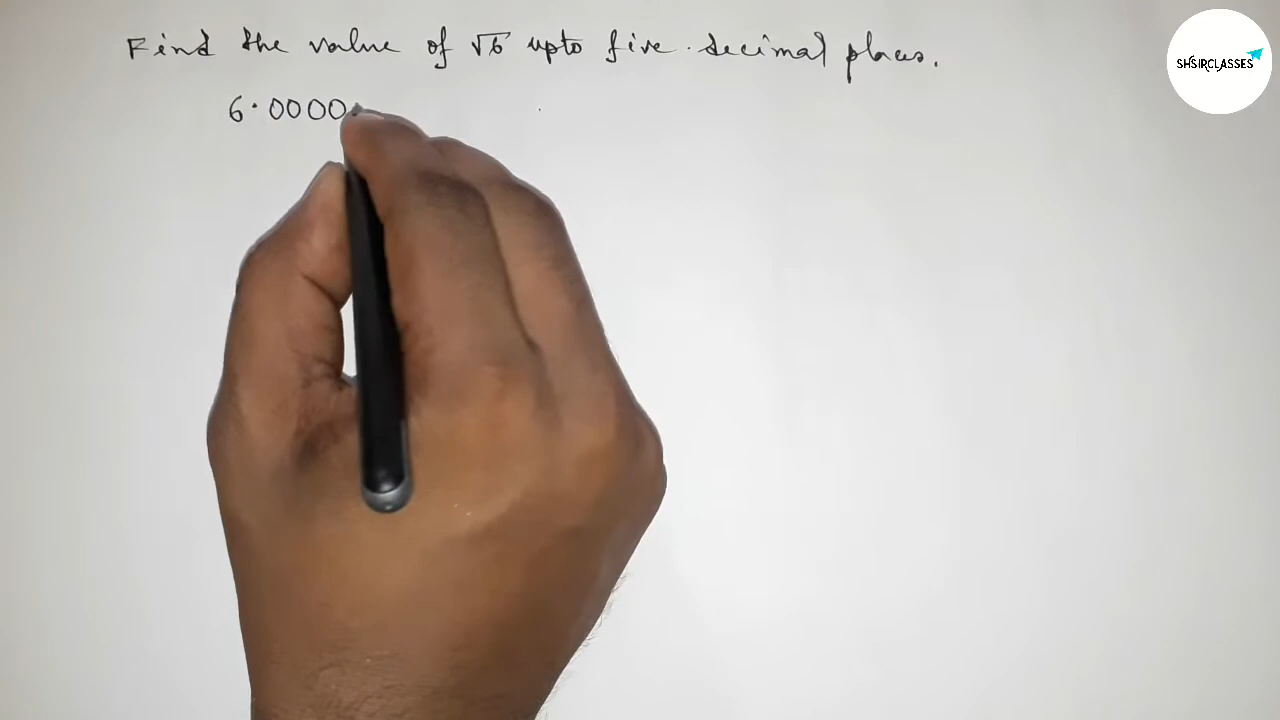 Find the value of √6 upto five decimal places.
6.0000
SHSIRCLASSES